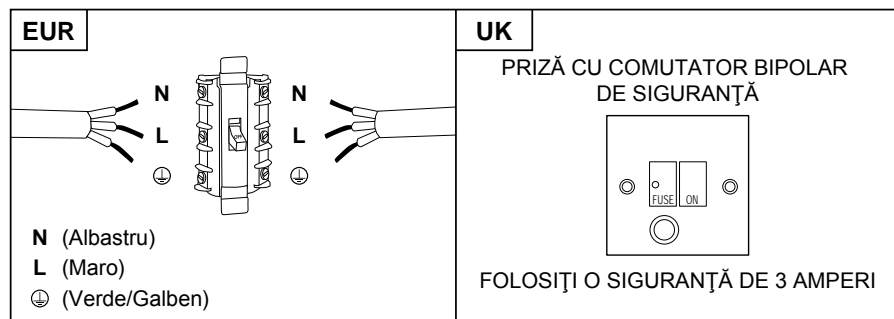 EUR
N
L
N
L
OFF
N (Albastru)
L (Maro)
(Verde/Galben)
UK
PRIZĂ CU COMUTATOR BIPOLAR
DE SIGURANŢĂ
FUSE ON
FOLOSIŢI O SIGURANŢĂ DE 3 AMPERI